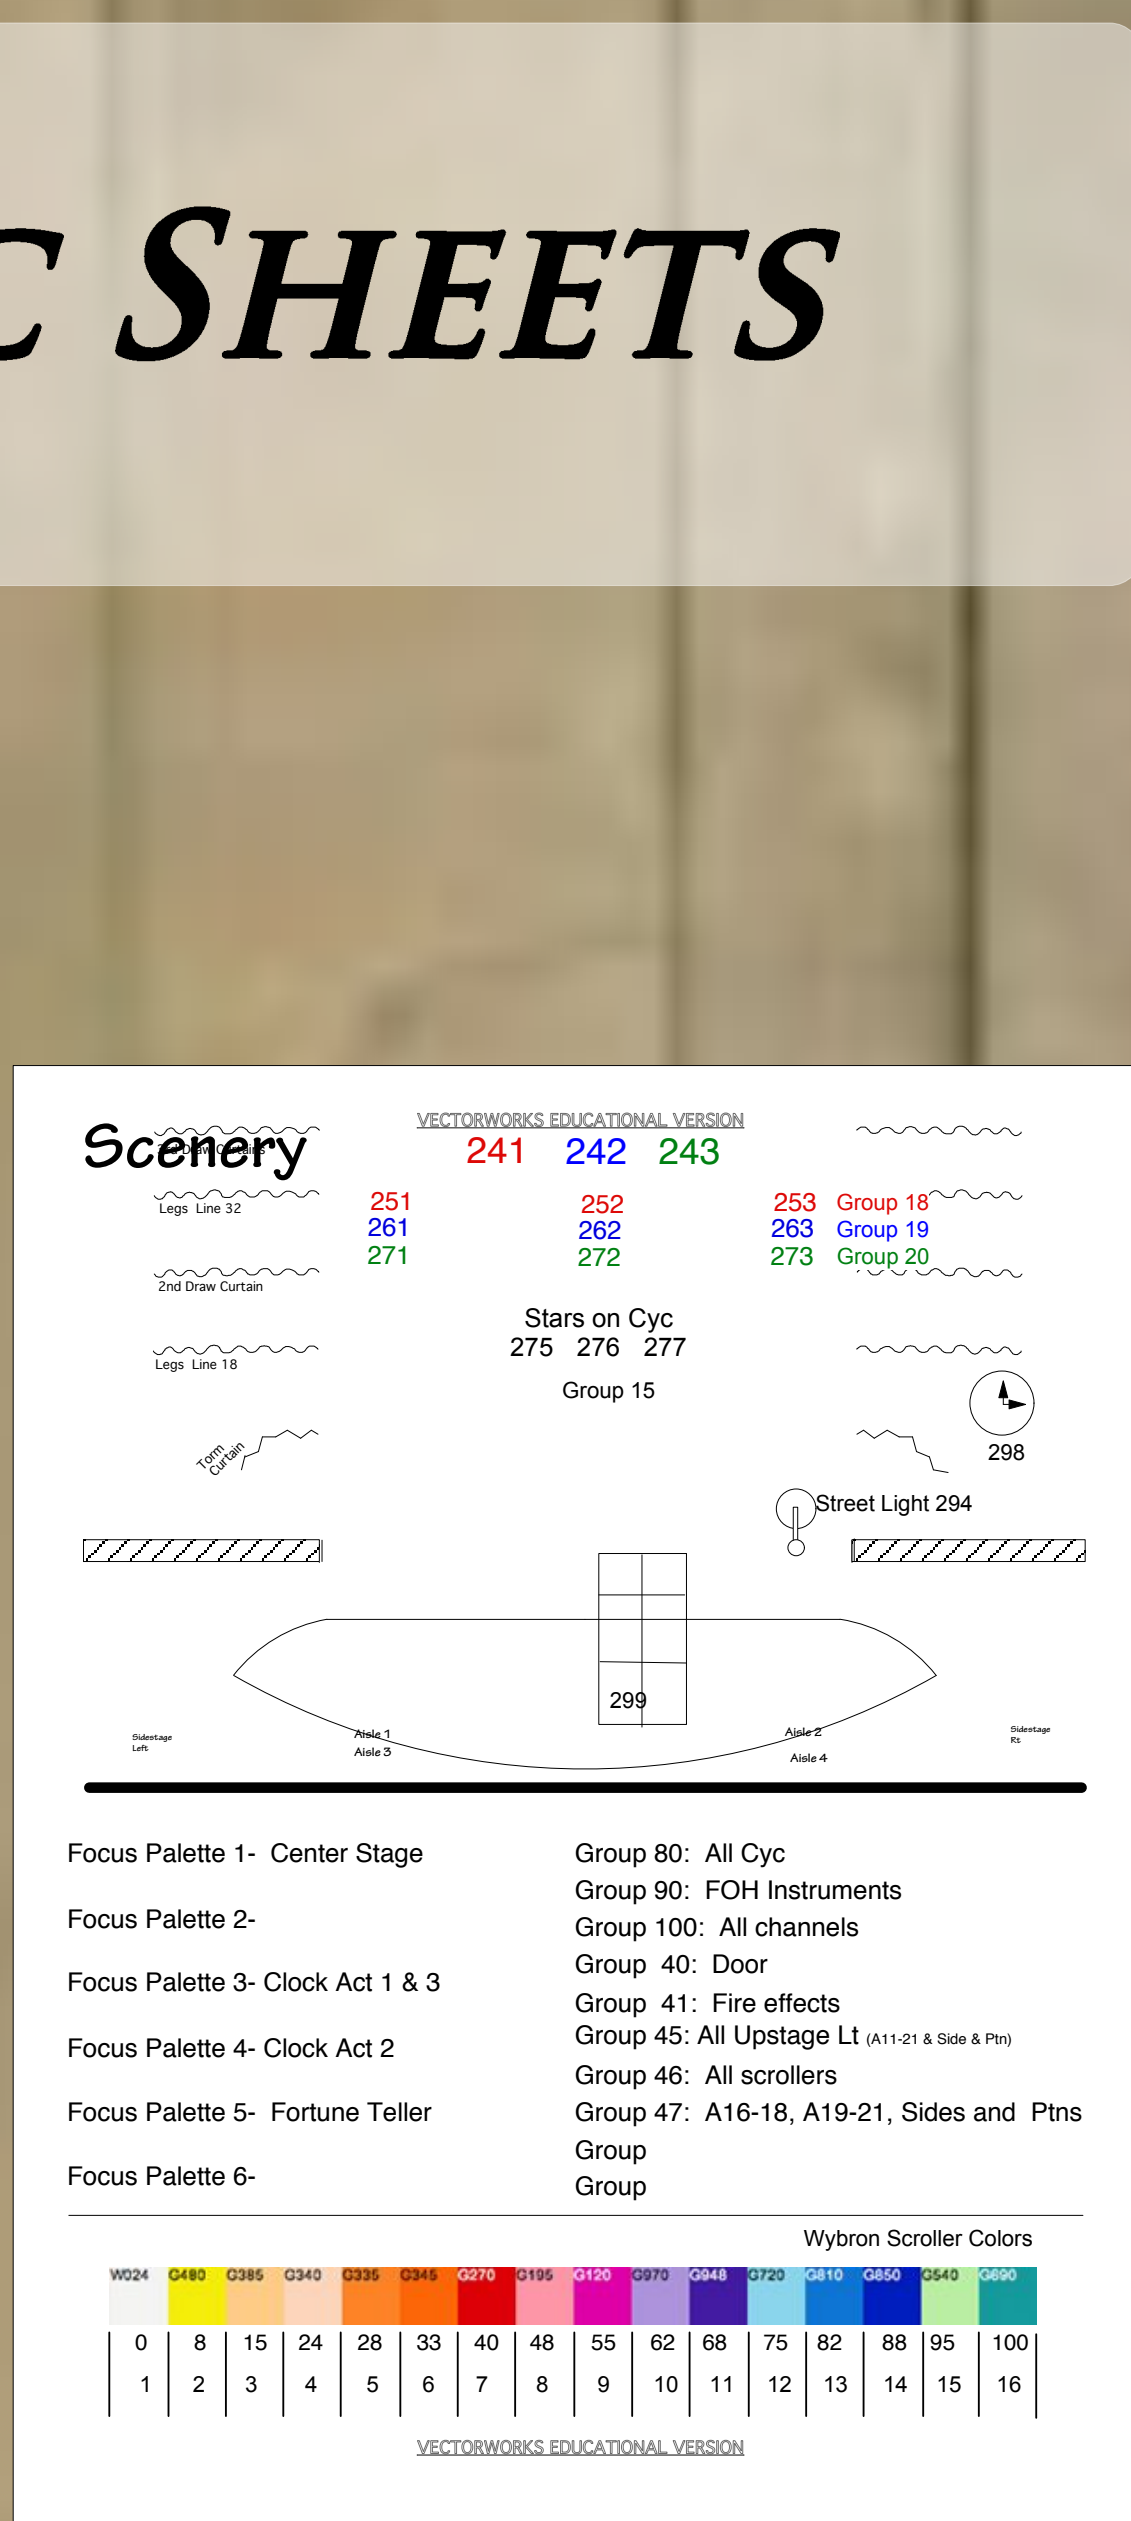 C SHEETS
VECTORWORKS EDUCATIONAL VERSION
Scenery
3rd Draw Curtains
241 242 243
Legs Line 32
251 252 253 Group 18
261 262 263 Group 19
271 272 273 Group 20
2nd Draw Curtain
Stars on Cyc
275 276 277
Legs Line 18
Group 15
Torm
Curtain
298
Street Light 294
299
Sidestage
Left
Aisle 1
Aisle 3
Aisle 2
Aisle 4
Sidestage
Rt
Focus Palette 1- Center Stage
Focus Palette 2-
Focus Palette 3- Clock Act 1 & 3
Focus Palette 4- Clock Act 2
Focus Palette 5- Fortune Teller
Focus Palette 6-
Group 80: All Cyc
Group 90: FOH Instruments
Group 100: All channels
Group 40: Door
Group 41: Fire effects
Group 45: All Upstage Lt (A11-21 & Side & Ptn)
Group 46: All scrollers
Group 47: A16-18, A19-21, Sides and Ptns
Group
Group
Wybron Scroller Colors
W024 G480 G385 G340 G335 G345 G270 G195 G120 G970 G948 G720 G810 G850 G540 G690
0 8 15 24 28 33 40 48 55 62 68 75 82 88 95 100
1 2 3 4 5 6 7 8 9 10 11 12 13 14 15 16
VECTORWORKS EDUCATIONAL VERSION